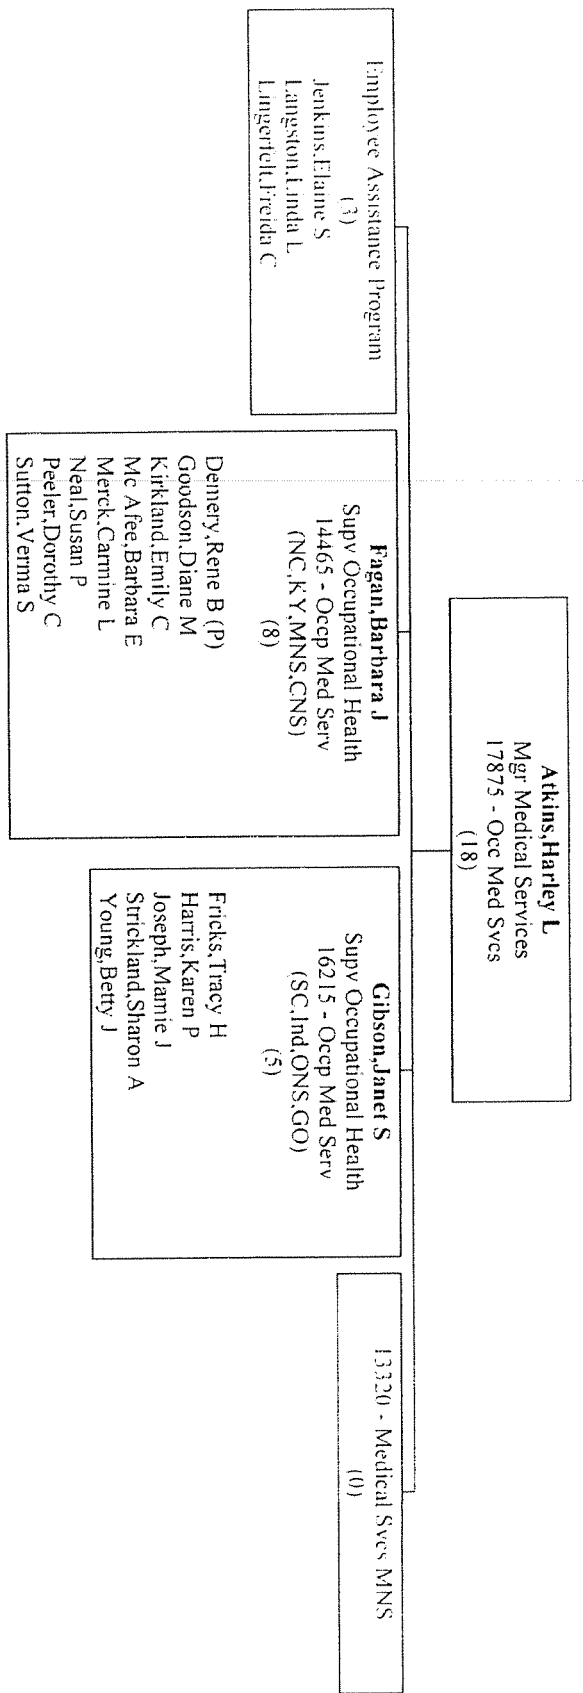 Atkins,Harley L
Mgr Medical Services
17875 - Occ Med Svcs
(18)
Employee Assistance Program
(3)
Jenkins,Elaine S
Langston,Linda L
Lingerfelt,Freida C
Fagan,Barbara J
Supv Occupational Health
14465 - Occp Med Serv
(NC,KY,MNS,CNS)
(8)
Demery,Rene B (P)
Goodson,Diane M
Kirkland,Emily C
Mc Afee,Barbara E
Merck,Carmine L
Neal,Susan P
Peeler,Dorothy C
Sutton,Verma S
Gibson,Janet S
Supv Occupational Health
16215 - Occp Med Serv
(SC,Ind,ONS,GO)
(5)
Fricks,Tracy H
Harris,Karen P
Joseph,Mamie J
Strickland,Sharon A
Young,Betty J
13320 - Medical Svcs MNS
(0)